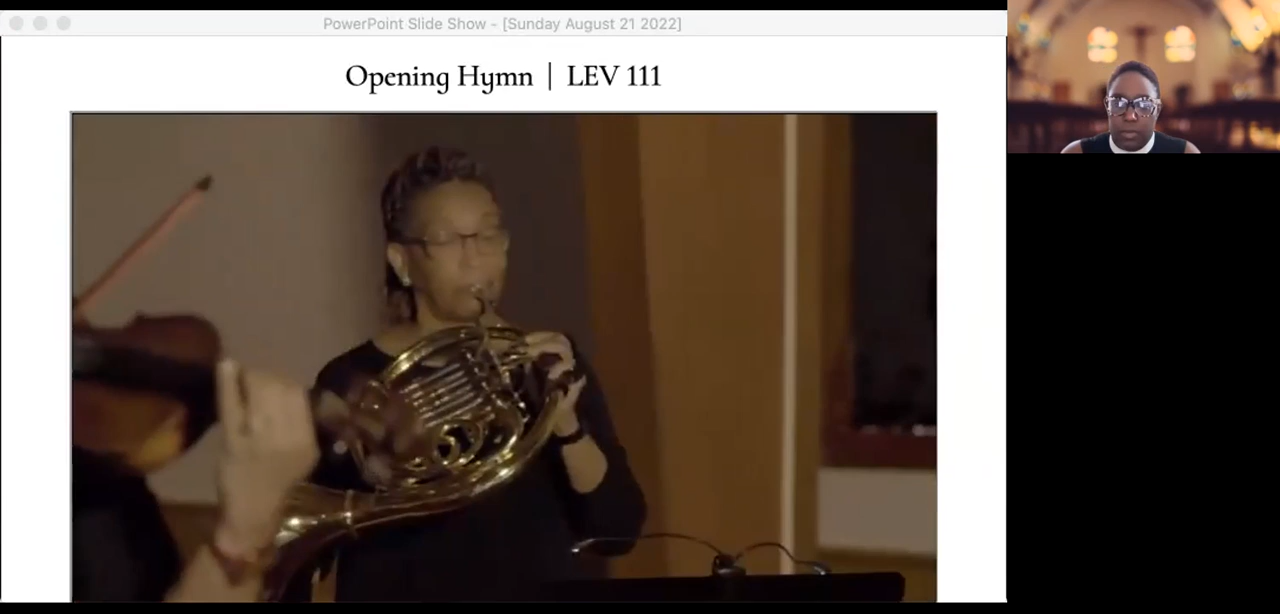 PowerPoint Slide Show - [Sunday August 21 2022]
Opening Hymn | LEV 111